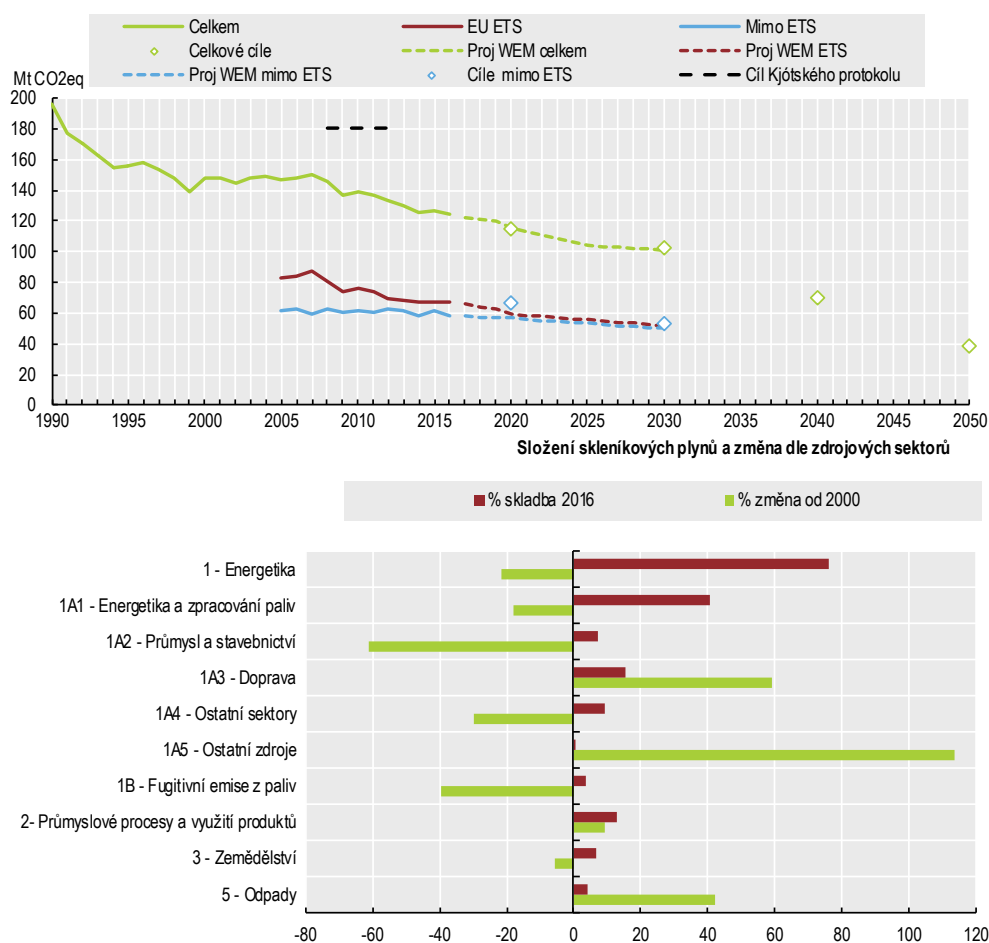 Celkem EU ETS Mimo ETS
Celkové cíle Proj WEM celkem Proj WEM ETS
Proj WEM mimo ETS Cíle mimo ETS Cíl Kjótského protokolu
Mt CO2eq
200
180
160
140
120
100
80
60
40
20
0
1990 1995 2000 2005 2010 2015 2020 2025 2030 2035 2040 2045 2050
Složení skleníkových plynů a změna dle zdrojových sektorů
% skladba 2016 % změna od 2000
1 - Energetika
1A1 - Energetika a zpracování paliv
1A2 - Průmysl a stavebnictví
1A3 - Doprava
1A4 - Ostatní sektory
1A5 - Ostatní zdroje
1B - Fugitivní emise z paliv
2- Průmyslové procesy a využití produktů
3 - Zemědělství
5 - Odpady
-80 -60 -40 -20 0 20 40 60 80 100 120